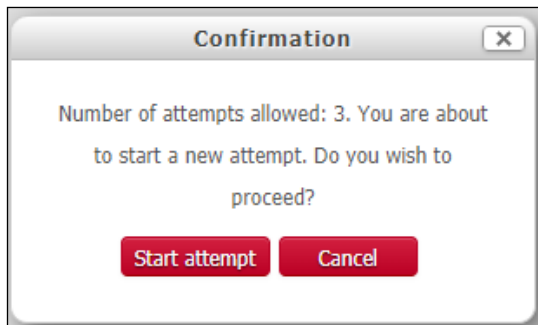 Confirmation
Number of attempts allowed: 3. You are about
to start a new attempt. Do you wish to
proceed?
Start attempt Cancel